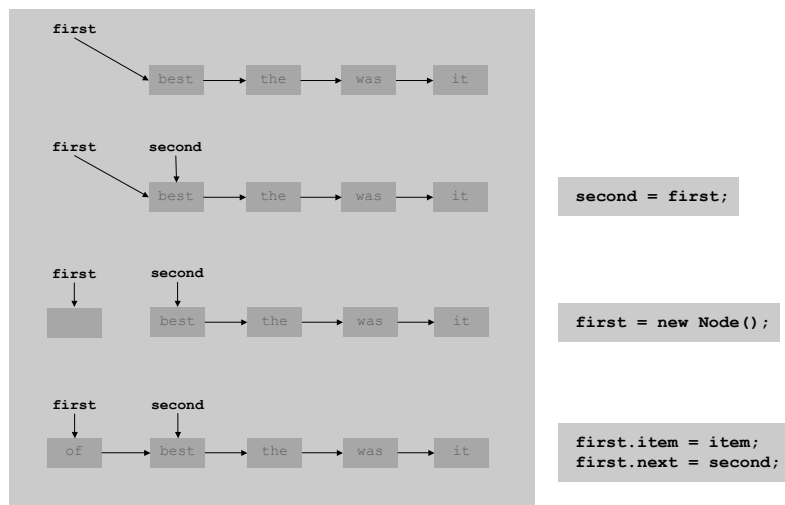 first
best the was it
first second
best the was it
second = first;
first second
best the was it
first = new Node();
first second
of best the was it
first.item = item;
first.next = second;